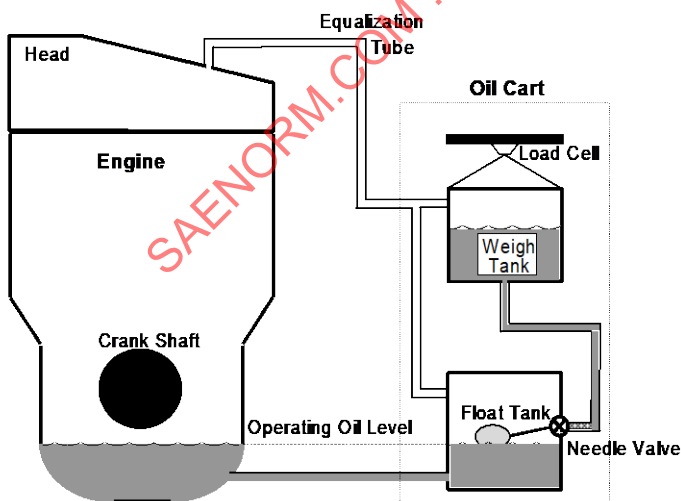 Equalization
Tube
Head
Oil Cart
Load Cell
Engine
Weigh
Tank
Crank Shaft
Float Tank
Operating Oil Level
Needle Valve
SAENORM.COM